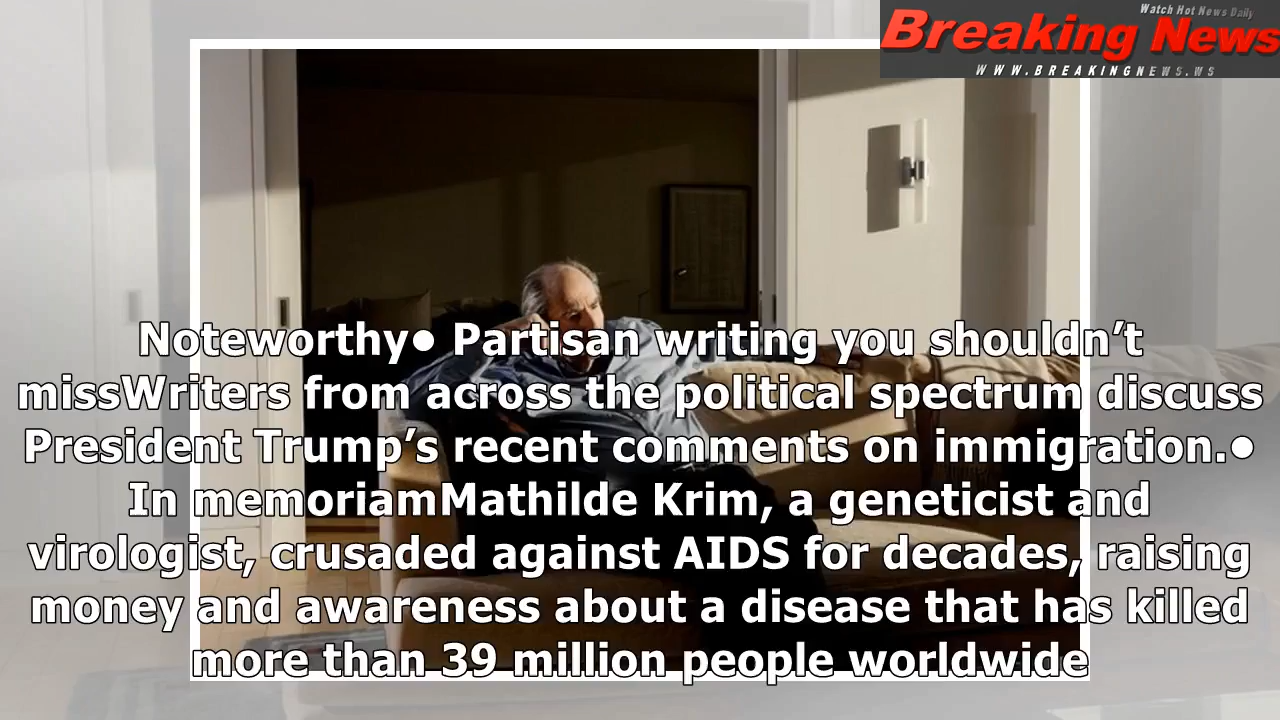 Watch Hot News Daily
Breaking News
WWW.BREAKINGNEWS.WS
Noteworthy● Partisan writing you shouldn’t
missWriters from across the political spectrum discuss
President Trump’s recent comments on immigration.●
In memoriamMathilde Krim, a geneticist and
virologist, crusaded against AIDS for decades, raising
money and awareness about a disease that has killed
more than 39 million people worldwide